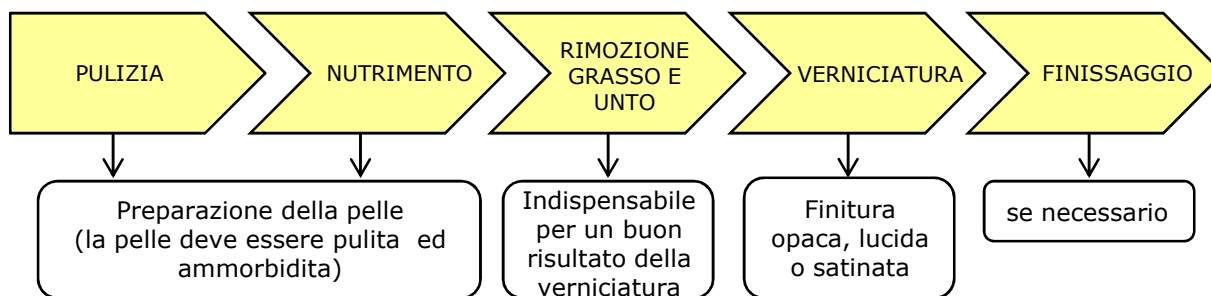 PULIZIA
NUTRIMENTO
RIMOZIONE
GRASSO E
UNTO
VERNICIATURA
FINISSAGGIO
Preparazione della pelle
(la pelle deve essere pulita ed
ammorbidita)
Indispensabile
per un buon
risultato della
verniciatura
Finitura
opaca, lucida
o satinata
se necessario